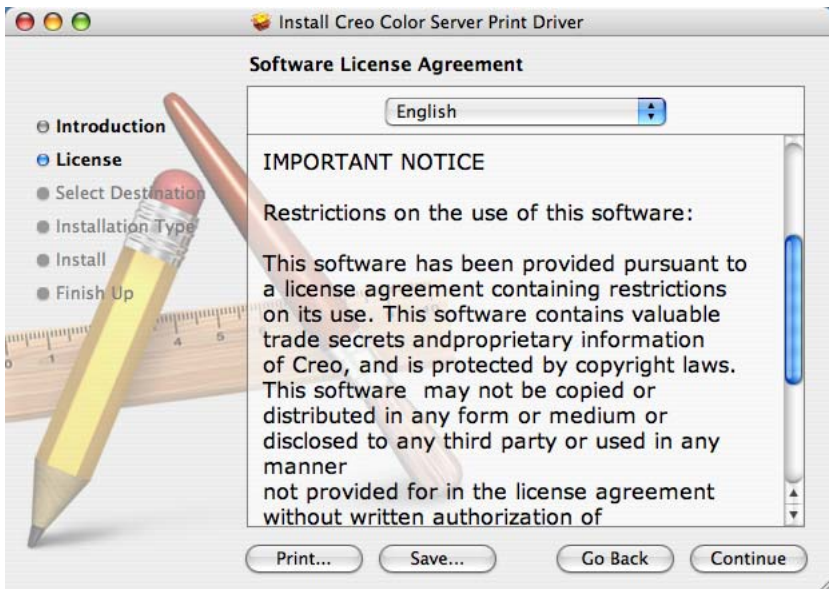 Install Creo Color Server Print Driver
Software License Agreement
English
Introduction
License
Select Destination
Installation Type
Install
Finish Up
IMPORTANT NOTICE
Restrictions on the use of this software:
This software has been provided pursuant to
a license agreement containing restrictions
on its use. This software contains valuable
trade secrets andproprietary information
of Creo, and is protected by copyright laws.
This software  may not be copied or
distributed in any form or medium or
disclosed to any third party or used in any
manner
not provided for in the license agreement
without written authorization of
Print...
Save...
Go Back
Continue